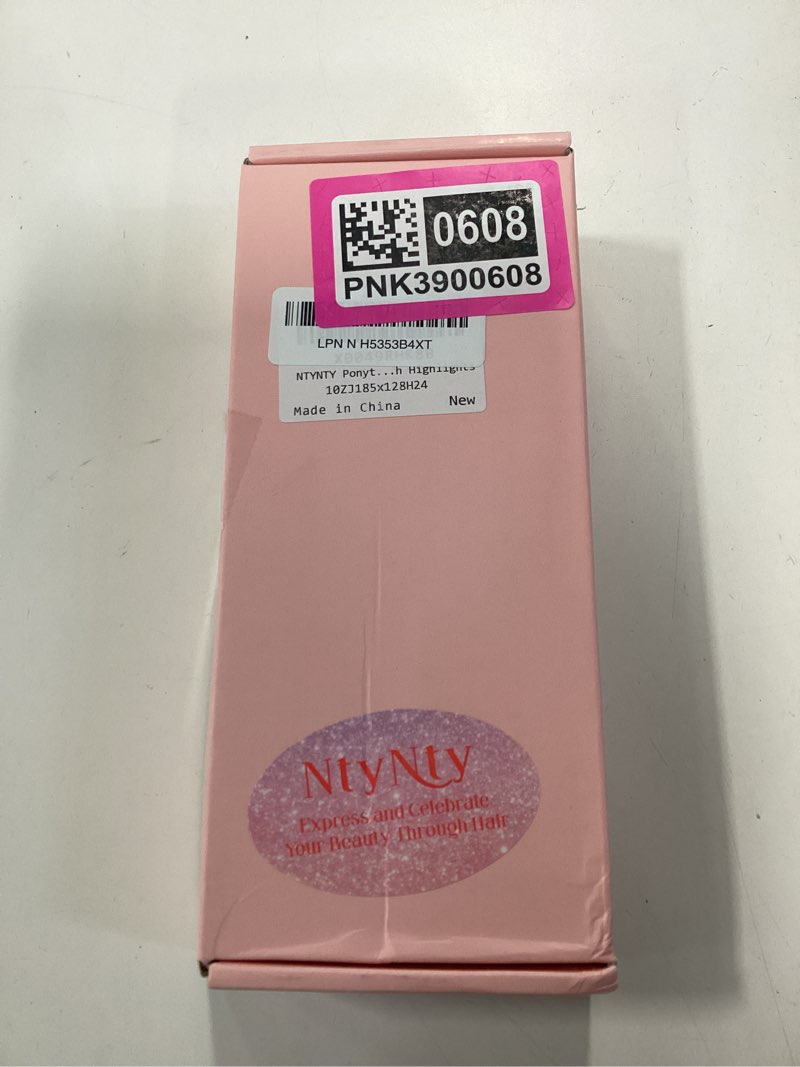 0608
PNK3900608
LPN N H5353B4XT
NTYNTY Ponyt...h Highlights
10ZJ185x128H24
Made in China New
NtyNty
Express and Celebrate
Your Beauty Through Hair